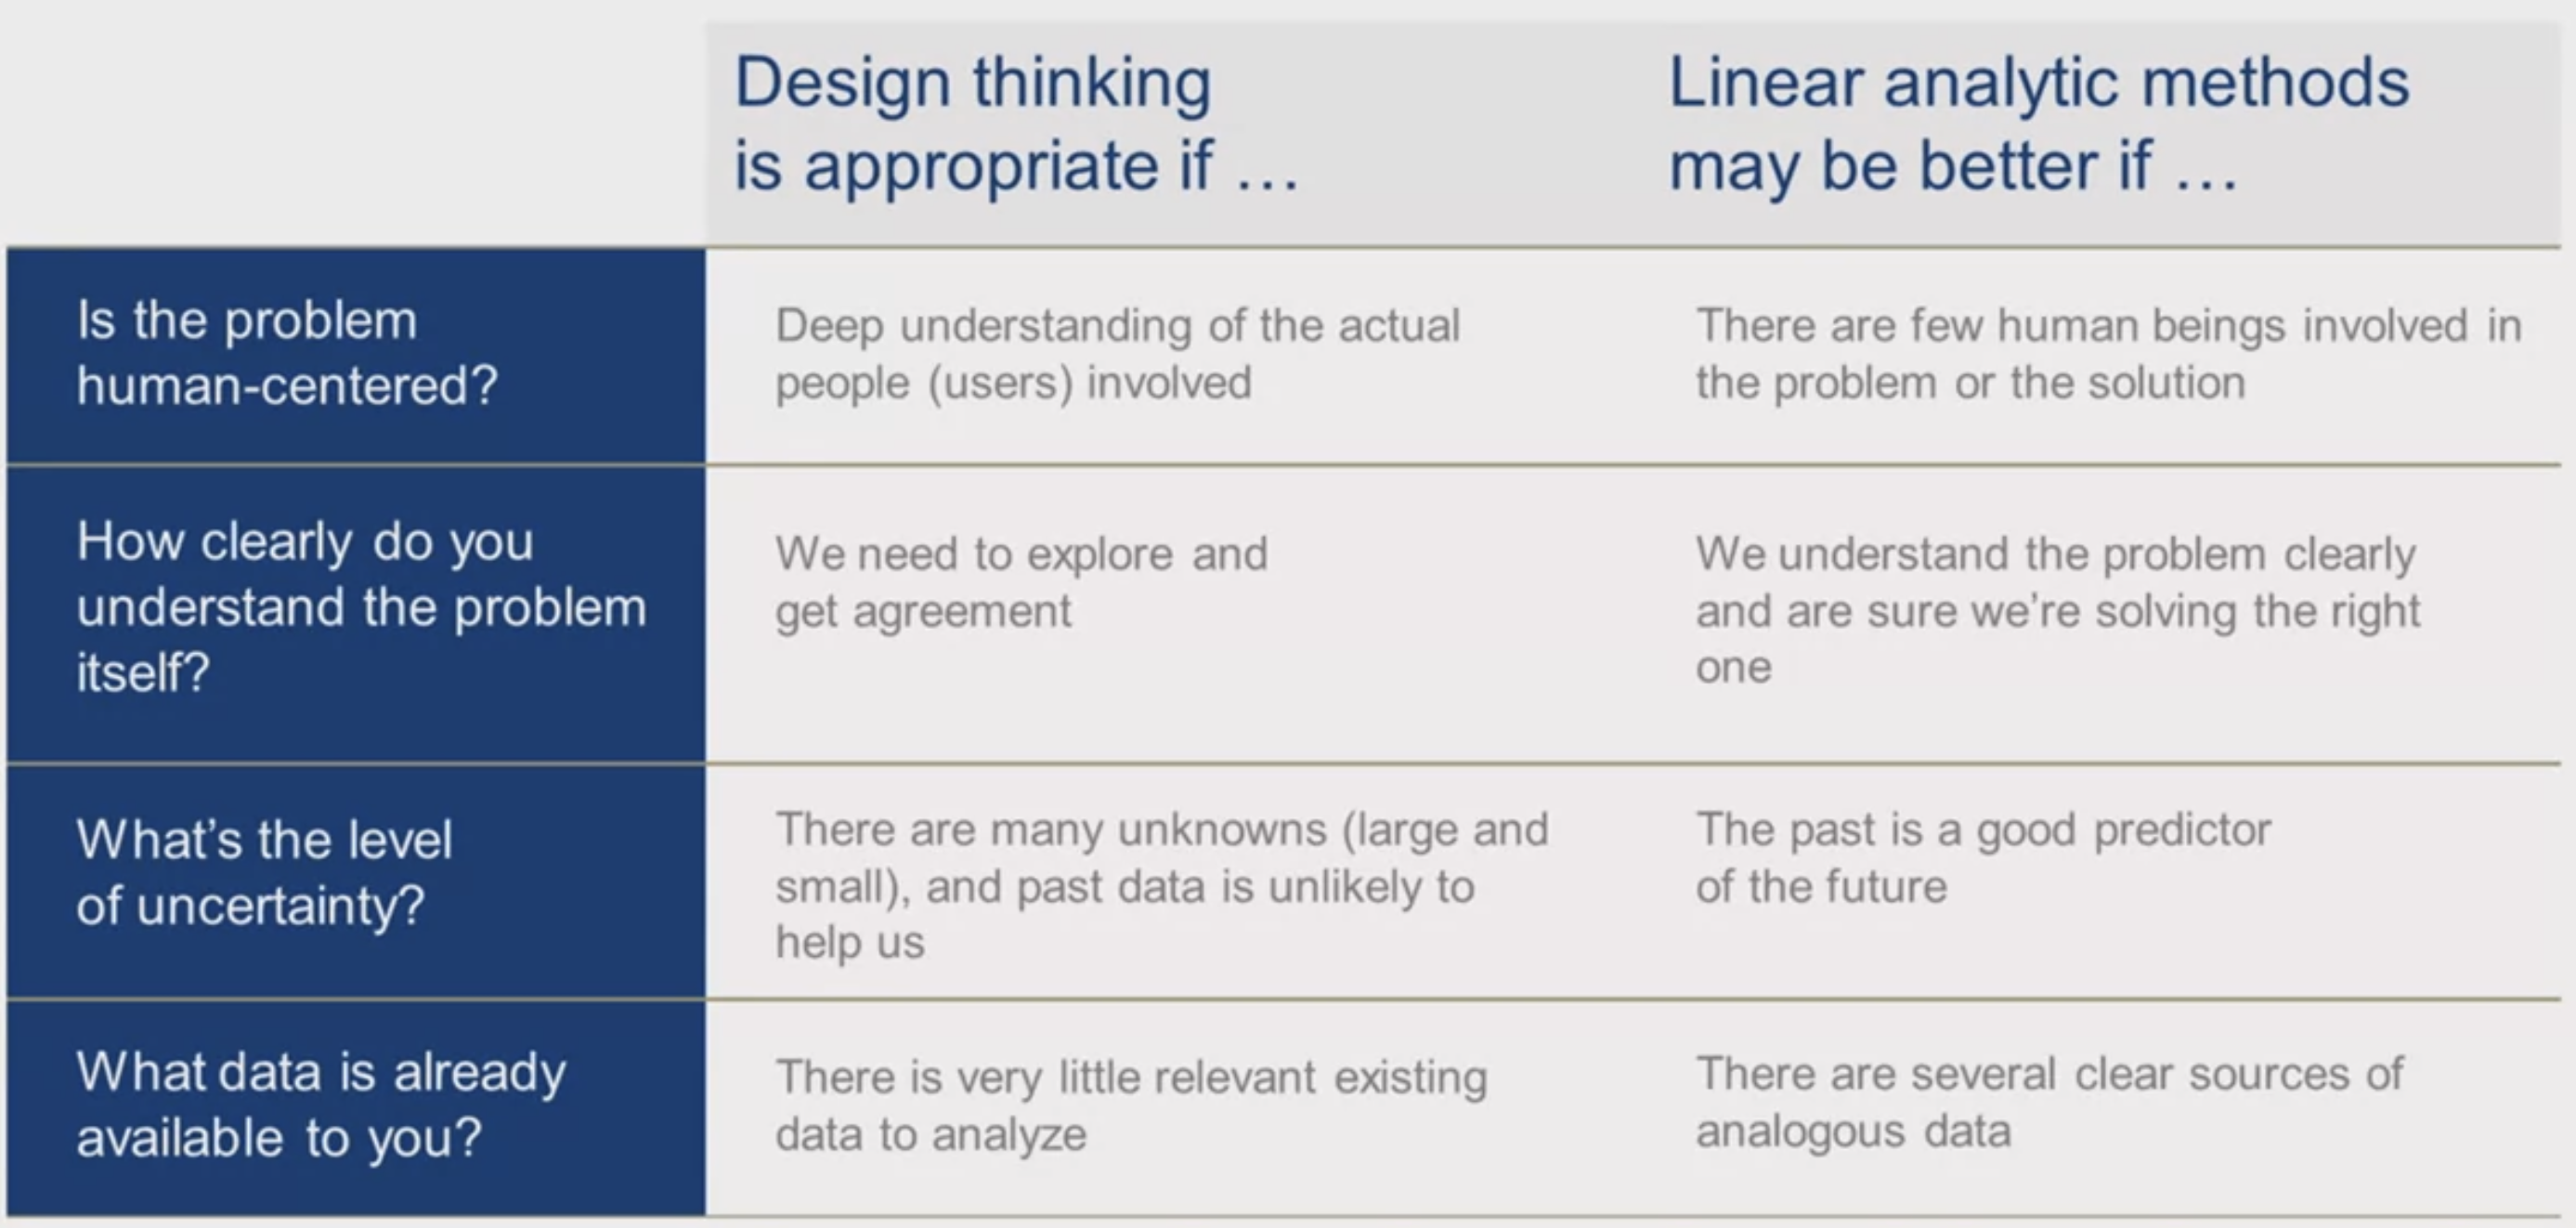 Design thinking
is appropriate if …
Linear analytic methods
may be better if …
Is the problem
human-centered?
Deep understanding of the actual
people (users) involved
There are few human beings involved in
the problem or the solution
How clearly do you
understand the problem
itself?
We need to explore and
get agreement
We understand the problem clearly
and are sure we’re solving the right
one
What’s the level
of uncertainty?
There are many unknowns (large and
small), and past data is unlikely to
help us
The past is a good predictor
of the future
What data is already
available to you?
There is very little relevant existing
data to analyze
There are several clear sources of
analogous data